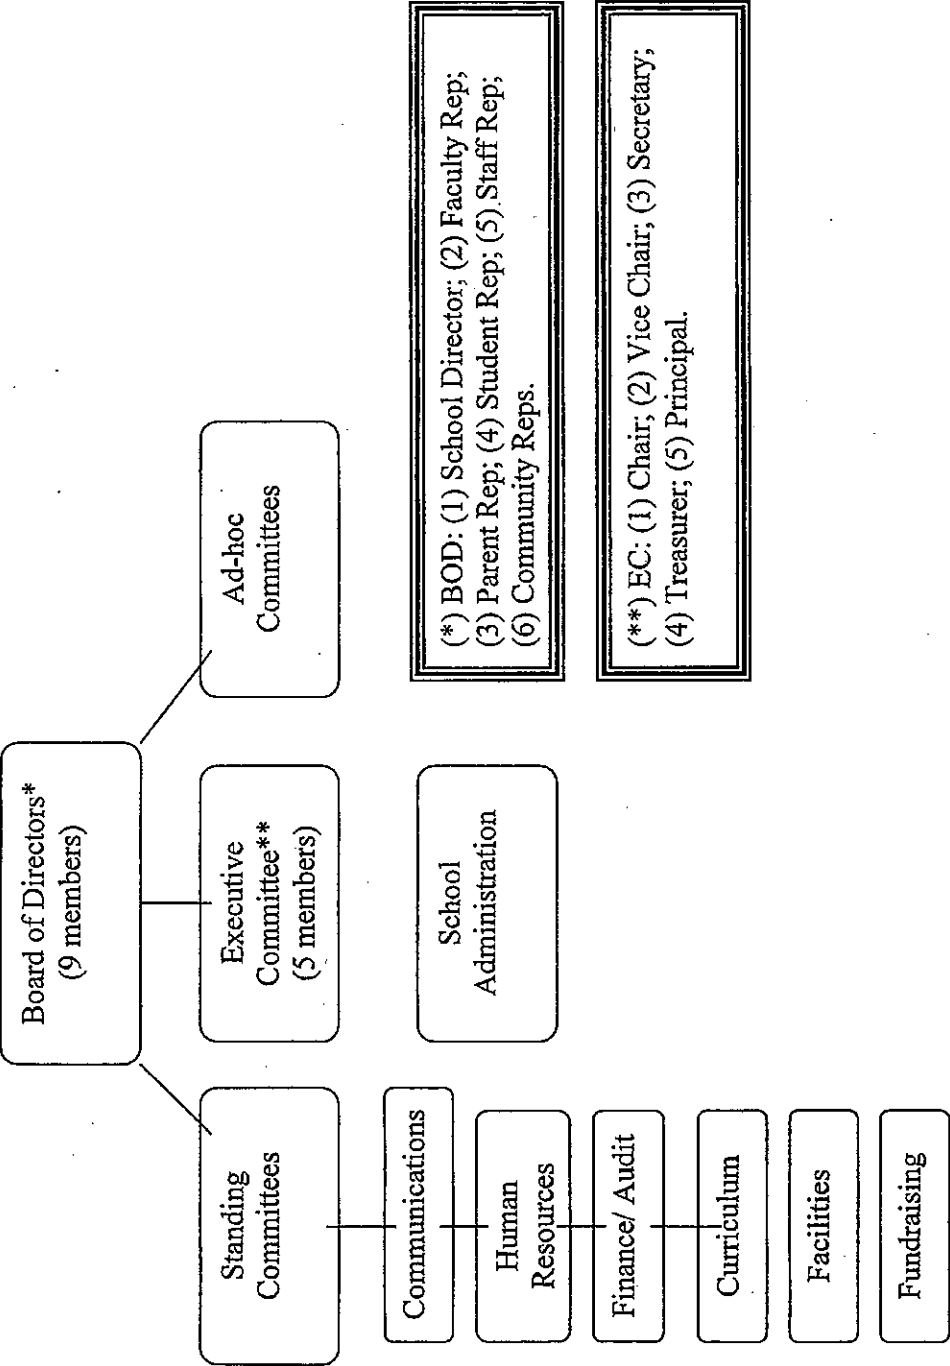 Board of Directors*
(9 members)
Standing
Committees
Executive
Committee**
(5 members)
Ad-hoc
Committees
Communications
Human
Resources
Finance/ Audit
Curriculum
Facilities
Fundraising
School
Administration
(*) BOD: (1) School Director; (2) Faculty Rep;
(3) Parent Rep; (4) Student Rep; (5) Staff Rep;
(6) Community Reps.
(**) EC: (1) Chair; (2) Vice Chair; (3) Secretary;
(4) Treasurer; (5) Principal.